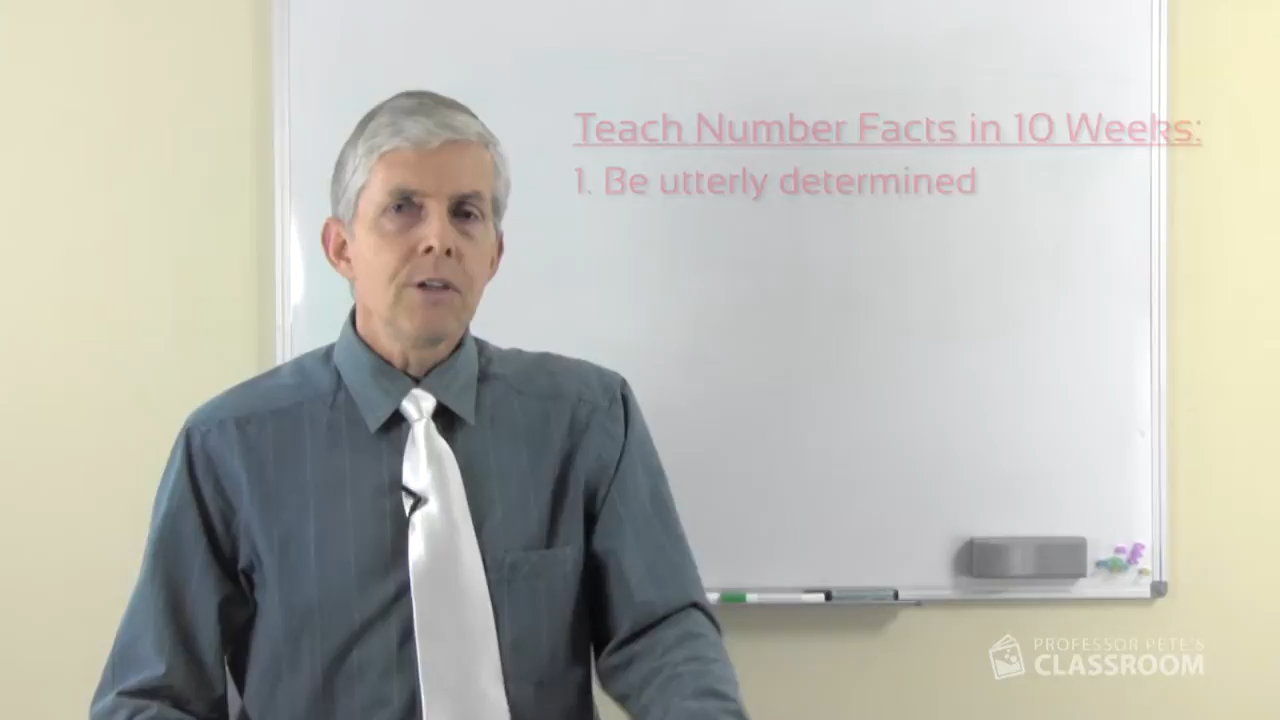 Teach Number Facts in 10 Weeks:
1. Be utterly determined
PROFESSOR PETE'S
CLASSROOM